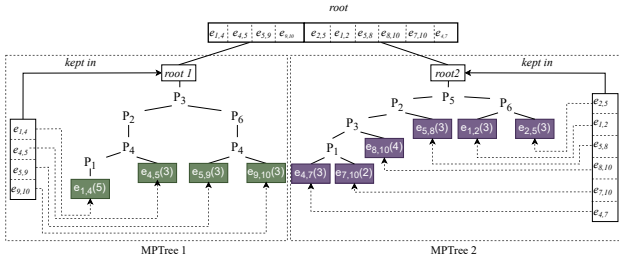 root
e1,4 e4,5 e5,9 e9,10 e2,5 e1,2 e5,8 e8,10 e7,10 e4,7
kept in
root 1
P3
P2 P6
P4 P4
P1
e1,4(5) e4,5(3) e5,9(3) e9,10(3)
e1,4
e4,5
e5,9
e9,10
MPTree 1
kept in
root2
P5
P2 P6
P3
e5,8(3) e1,2(3) e2,5(3)
P1 e8,10(4)
e4,7(3) e7,10(2)
e2,5
e1,2
e5,8
e8,10
e7,10
e4,7
MPTree 2